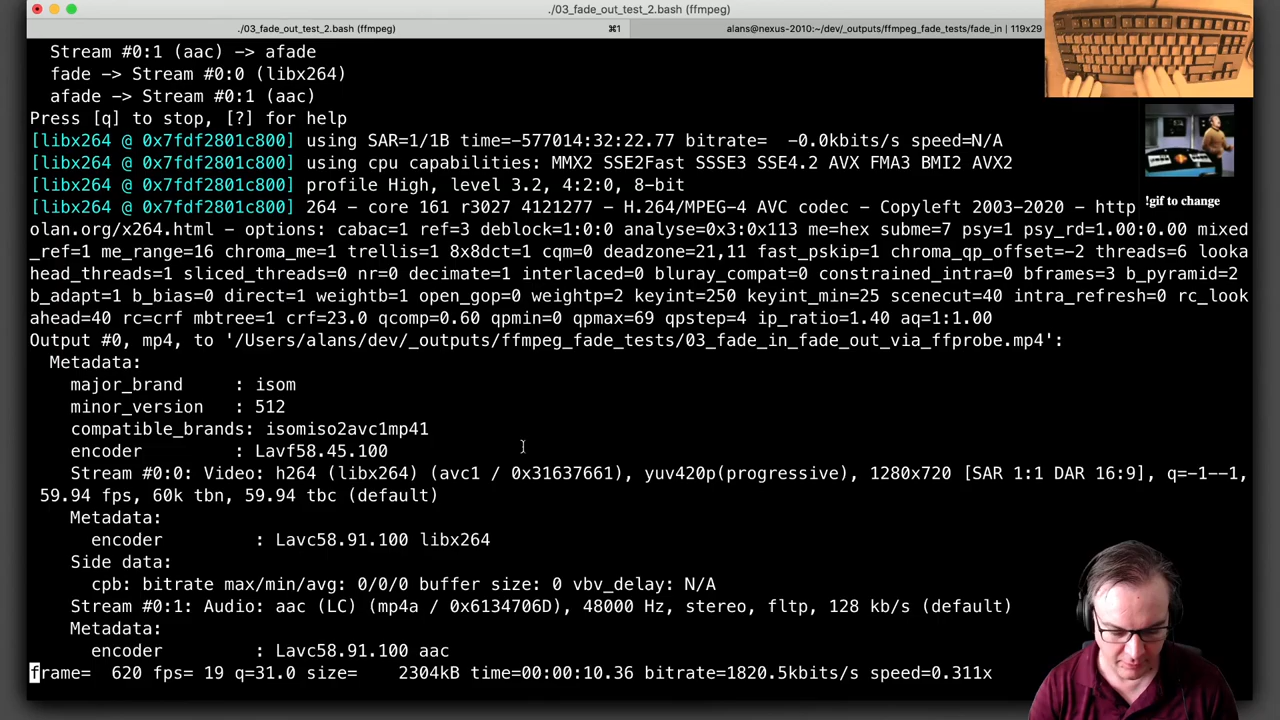 ./03_fade_out_test_2.bash (ffmpeg)
./03_fade_out_test_2.bash (ffmpeg) ⌘1 alans@nexus-2010:~/dev/_outputs/ffmpeg_fade_tests/fade_in | 119x29
Stream #0:1 (aac) -> afade
fade -> Stream #0:0 (libx264)
afade -> Stream #0:1 (aac)
Press [q] to stop, [?] for help
[libx264 @ 0x7fdf2801c800] using SAR=1/1B time=-577014:32:22.77 bitrate=  -0.0kbits/s speed=N/A
[libx264 @ 0x7fdf2801c800] using cpu capabilities: MMX2 SSE2Fast SSSE3 SSE4.2 AVX FMA3 BMI2 AVX2
[libx264 @ 0x7fdf2801c800] profile High, level 3.2, 4:2:0, 8-bit
[libx264 @ 0x7fdf2801c800] 264 - core 161 r3027 4121277 - H.264/MPEG-4 AVC codec - Copyleft 2003-2020 - http
olan.org/x264.html - options: cabac=1 ref=3 deblock=1:0:0 analyse=0x3:0x113 me=hex subme=7 psy=1 psy_rd=1.00:0.00 mixed
_ref=1 me_range=16 chroma_me=1 trellis=1 8x8dct=1 cqm=0 deadzone=21,11 fast_pskip=1 chroma_qp_offset=-2 threads=6 looka
head_threads=1 sliced_threads=0 nr=0 decimate=1 interlaced=0 bluray_compat=0 constrained_intra=0 bframes=3 b_pyramid=2
b_adapt=1 b_bias=0 direct=1 weightb=1 open_gop=0 weightp=2 keyint=250 keyint_min=25 scenecut=40 intra_refresh=0 rc_look
ahead=40 rc=crf mbtree=1 crf=23.0 qcomp=0.60 qpmin=0 qpmax=69 qpstep=4 ip_ratio=1.40 aq=1:1.00
Output #0, mp4, to '/Users/alans/dev/_outputs/ffmpeg_fade_tests/03_fade_in_fade_out_via_ffprobe.mp4':
Metadata:
major_brand     : isom
minor_version   : 512
compatible_brands: isomiso2avc1mp41
encoder         : Lavf58.45.100
Stream #0:0: Video: h264 (libx264) (avc1 / 0x31637661), yuv420p(progressive), 1280x720 [SAR 1:1 DAR 16:9], q=-1--1,
59.94 fps, 60k tbn, 59.94 tbc (default)
Metadata:
encoder         : Lavc58.91.100 libx264
Side data:
cpb: bitrate max/min/avg: 0/0/0 buffer size: 0 vbv_delay: N/A
Stream #0:1: Audio: aac (LC) (mp4a / 0x6134706D), 48000 Hz, stereo, fltp, 128 kb/s (default)
Metadata:
encoder         : Lavc58.91.100 aac
frame=  620 fps= 19 q=31.0 size=    2304kB time=00:00:10.36 bitrate=1820.5kbits/s speed=0.311x
!gif to change